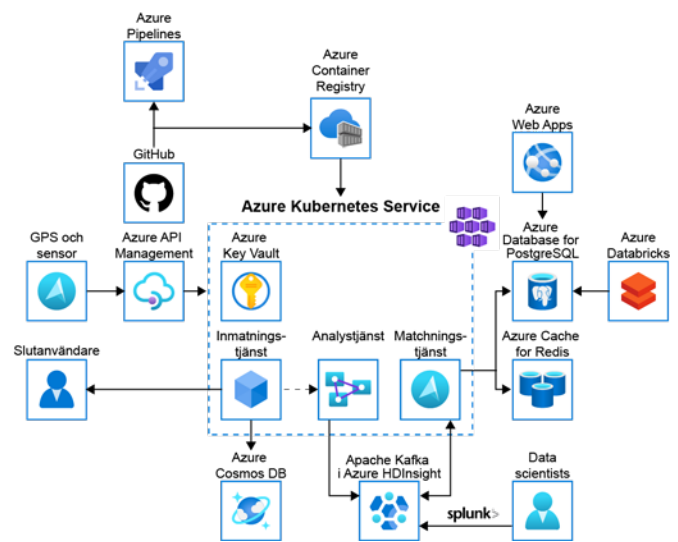 Azure
Pipelines
Azure
Container
Registry
Azure
Web Apps
GitHub
Azure Kubernetes Service
GPS och
sensor
Azure API
Management
Azure
Key Vault
Azure
Database for
PostgreSQL
Azure
Databricks
Inmatnings-
tjänst
Analystjänst
Matchnings-
tjänst
Azure Cache
for Redis
Slutanvändare
Azure
Cosmos DB
Apache Kafka
i Azure HDInsight
Data
scientists
splunk>